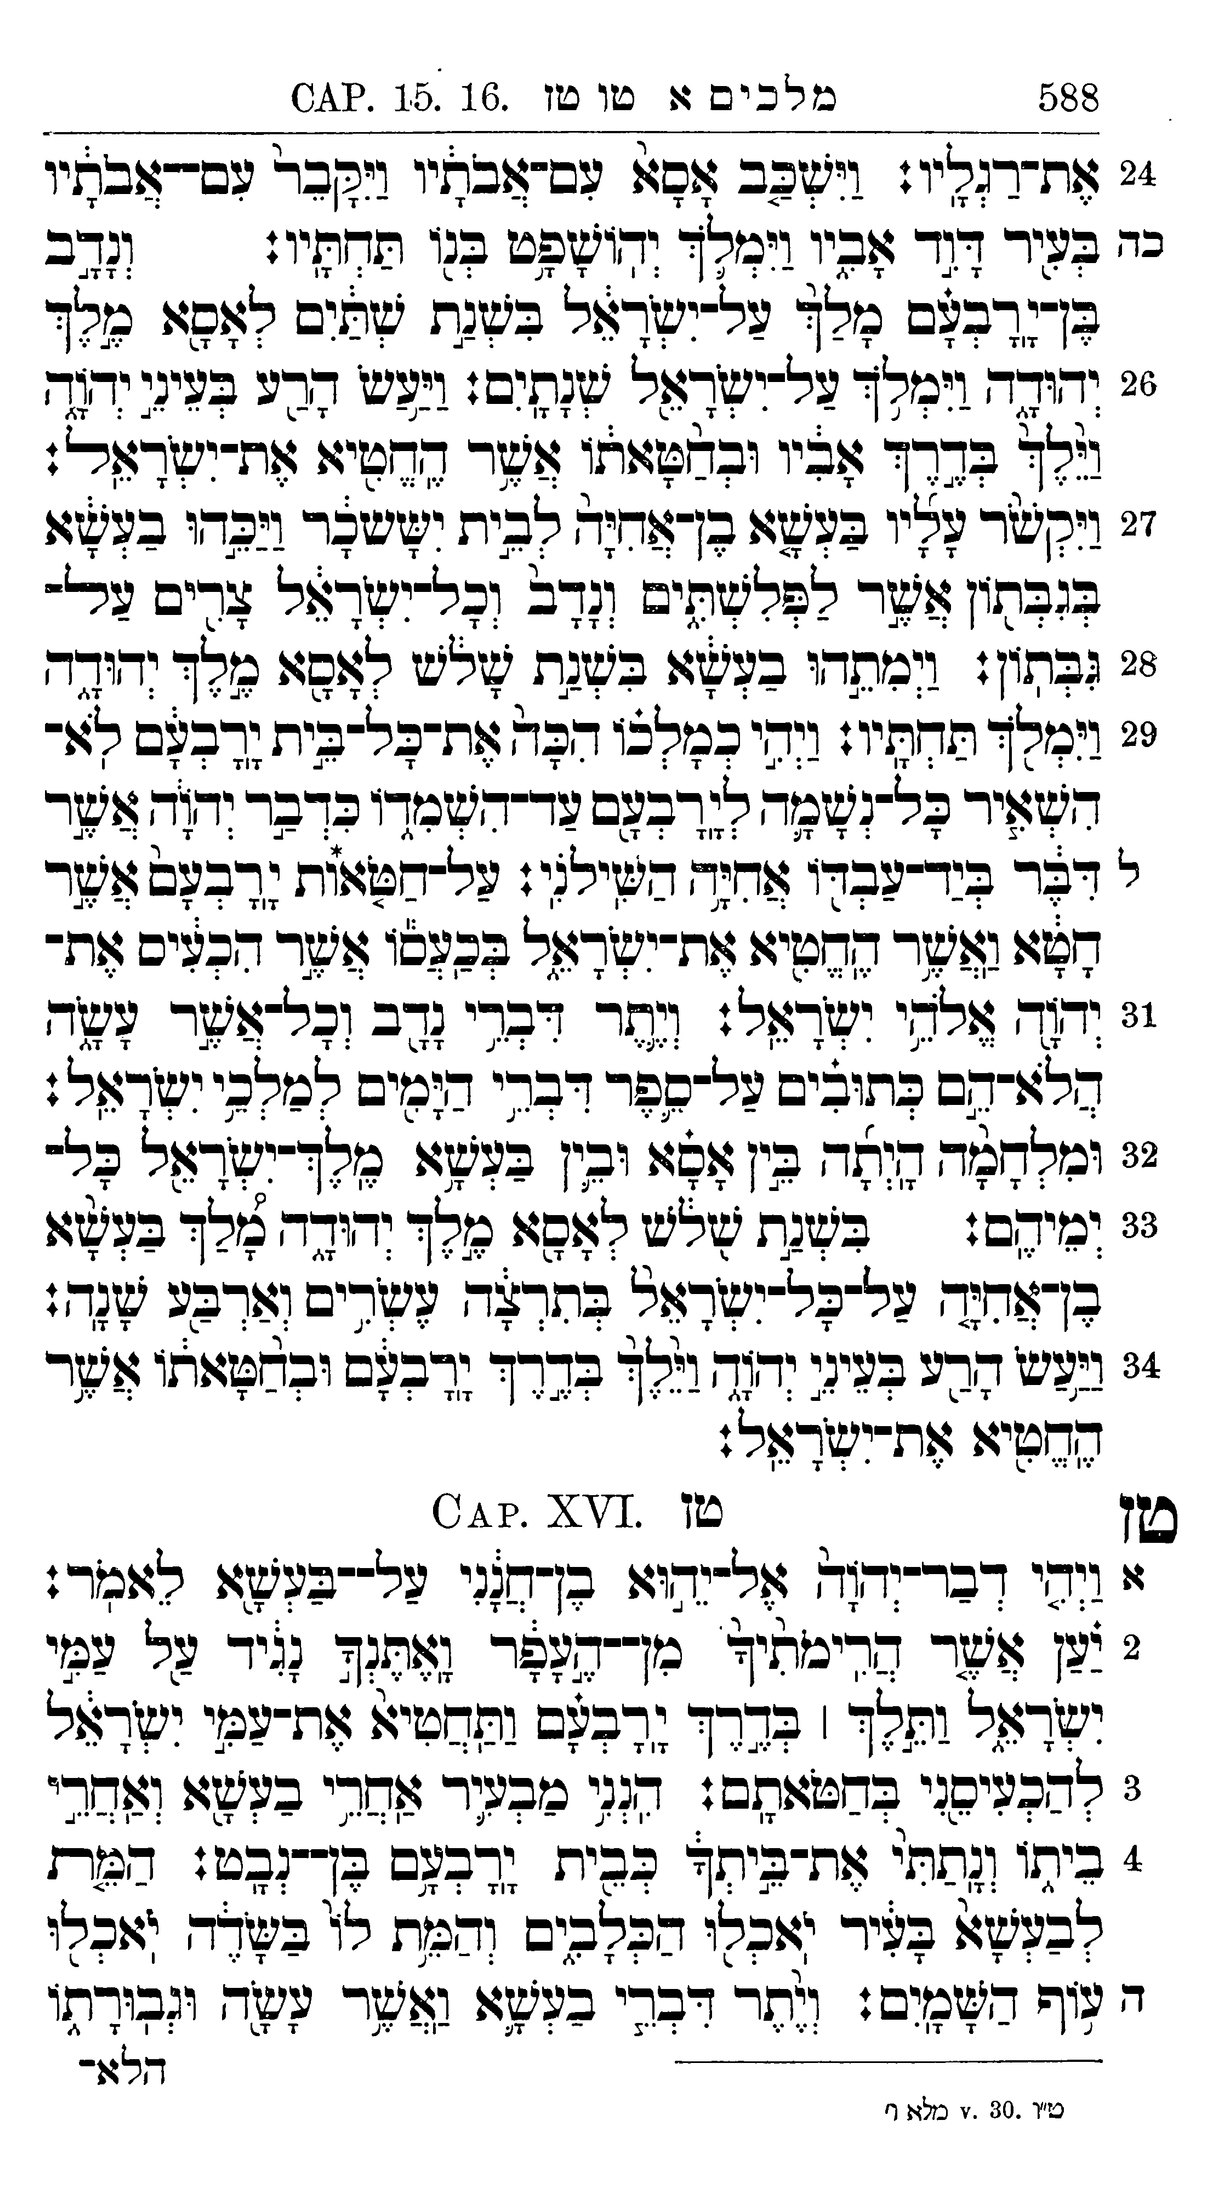 588 מלכים א טו טז CAP. 15. 16.
24 אֶת־רַגְלָֽיו׃ וַיִּשְׁכַּ֤ב אָסָא֙ עִם־אֲבֹתָ֔יו וַיִּקָּבֵר֙ עִם־אֲבֹתָ֔יו
כה בְּעִ֖יר דָּוִ֣ד אָבִ֑יו וַיִּמְלֹ֛ךְ יְהוֹשָׁפָ֥ט בְּנ֖וֹ תַּחְתָּֽיו׃ וְנָדָ֣ב
בֶּן־יָֽרָבְעָ֗ם מָלַךְ֙ עַל־יִשְׂרָאֵ֔ל בִּשְׁנַ֣ת שְׁתַּ֔יִם לְאָסָ֖א מֶ֣לֶךְ
26 יְהוּדָ֑ה וַיִּמְלֹ֥ךְ עַל־יִשְׂרָאֵ֖ל שְׁנָתָֽיִם׃ וַיַּ֥עַשׂ הָרַ֖ע בְּעֵינֵ֣י יְהוָֹ֑ה
וַיֵּ֙לֶךְ֙ בְּדֶ֣רֶךְ אָבִ֔יו וּבְחַ֨טָּאת֔וֹ אֲשֶׁ֥ר הֶֽחֱטִ֖יא אֶת־יִשְׂרָאֵֽל׃
27 וַיִּקְשֹׁ֨ר עָלָ֜יו בַּעְשָׁ֤א בֶן־אֲחִיָּה֙ לְבֵ֣ית יִשָּׂשכָ֔ר וַיַּכֵּ֣הוּ בַעְשָׁ֔א
בְּגִבְּת֖וֹן אֲשֶׁ֣ר לַפְּלִשְׁתִּ֑ים וְנָדָב֙ וְכָל־יִשְׂרָאֵ֔ל צָרִ֖ים עַל־
28 גִּבְּתֽוֹן׃ וַיְמִתֵ֣הוּ בַעְשָׁ֔א בִּשְׁנַ֣ת שָׁלֹ֔שׁ לְאָסָ֖א מֶ֣לֶךְ יְהוּדָ֑ה
29 וַיִּמְלֹ֖ךְ תַּחְתָּֽיו׃ וַיְהִ֣י כְמָלְכ֗וֹ הִכָּה֙ אֶת־כָּל־בֵּ֣ית יָֽרָבְעָ֔ם לֹֽא־
הִשְׁאִ֧יר כָּל־נְשָׁמָ֛ה לְיָֽרָבְעָ֖ם עַד־הִשְׁמִד֑וֹ כִּדְבַ֣ר יְהוָֹ֔ה אֲשֶׁ֣ר
ל דִּבֶּ֔ר בְּיַד־עַבְדּ֖וֹ אֲחִיָּ֥ה הַשִּֽׁילֹנִֽי׃ עַל־חַטֹּ֤אוֹת* יָֽרָבְעָם֙ אֲשֶׁ֣ר
חָטָ֔א וַאֲשֶׁ֥ר הֶֽחֱטִ֖יא אֶת־יִשְׂרָאֵ֑ל בְּכַ֨עְס֔וֹ אֲשֶׁ֣ר הִכְעִ֔יס אֶת־
31 יְהוָֹ֖ה אֱלֹהֵ֥י יִשְׂרָאֵֽל׃ וְיֶ֛תֶר דִּבְרֵ֥י נָדָ֖ב וְכָל־אֲשֶׁ֣ר עָשָׂ֑ה
הֲלֹא־הֵ֣ם כְּתוּבִ֗ים עַל־סֵ֛פֶר דִּבְרֵ֥י הַיָּמִ֖ים לְמַלְכֵ֥י יִשְׂרָאֵֽל׃
32 וּמִלְחָמָ֨ה הָֽיְתָ֜ה בֵּ֣ין אָסָ֗א וּבֵ֛ין בַּעְשָׁ֥א מֶֽלֶךְ־יִשְׂרָאֵ֖ל כָּל־
33 יְמֵיהֶֽם׃ בִּשְׁנַ֣ת שָׁלֹ֔שׁ לְאָסָ֖א מֶ֣לֶךְ יְהוּדָ֑ה מָ֠לַךְ בַּעְשָׁ֨א
בֶן־אֲחִיָּ֤ה עַל־כָּל־יִשְׂרָאֵל֙ בְּתִרְצָ֔ה עֶשְׂרִ֥ים וְאַרְבַּ֖ע שָׁנָֽה׃
34 וַיַּ֥עַשׂ הָרַ֖ע בְּעֵינֵ֣י יְהוָֹ֑ה וַיֵּ֙לֶךְ֙ בְּדֶ֣רֶךְ יָֽרָבְעָ֔ם וּבְחַ֨טָּאת֔וֹ אֲשֶׁ֥ר
הֶֽחֱטִ֖יא אֶת־יִשְׂרָאֵֽל׃
טז CAP. XVI. טז
א וַיְהִ֤י דְבַר־יְהוָֹה֙ אֶל־יֵה֣וּא בֶן־חֲנָ֔נִי עַל־בַּעְשָׁ֖א לֵאמֹֽר׃
2 יַ֗עַן אֲשֶׁ֤ר הֲרִֽימֹתִ֙יךָ֙ מִן־הֶ֣עָפָ֔ר וָֽאֶתֶּנְךָ֣ נָגִ֔יד עַ֖ל עַמִּ֣י
יִשְׂרָאֵ֑ל וַתֵּ֣לֶךְ ׀ בְּדֶ֣רֶךְ יָֽרָבְעָ֗ם וַֽתַּחֲטִיא֙ אֶת־עַמִּ֣י יִשְׂרָאֵ֔ל
3 לְהַכְעִיסֵ֖נִי בְּחַטֹּאתָֽם׃ הִֽנְנִ֥י מַבְעִ֛יר אַֽחֲרֵ֥י בַעְשָׁ֖א וְאַֽחֲרֵ֣י
4 בֵית֑וֹ וְנָֽתַתִּי֙ אֶת־בֵּ֣יתְךָ֔ כְּבֵ֖ית יָֽרָבְעָ֥ם בֶּן־נְבָֽט׃ הַמֵּ֤ת
לְבַעְשָׁא֙ בָּעִ֔יר יֹֽאכְל֖וּ הַכְּלָבִ֑ים וְהַמֵּ֥ת לוֹ֙ בַּשָּׂדֶ֔ה יֹֽאכְל֖וּ
ה ע֥וֹף הַשָּׁמָֽיִם׃ וְיֶ֨תֶר דִּבְרֵ֧י בַעְשָׁ֛א וַאֲשֶׁ֥ר עָשָׂ֖ה וּגְבֽוּרָת֑וֹ
הלא־
ט״ו v. 30. מלא ו׳